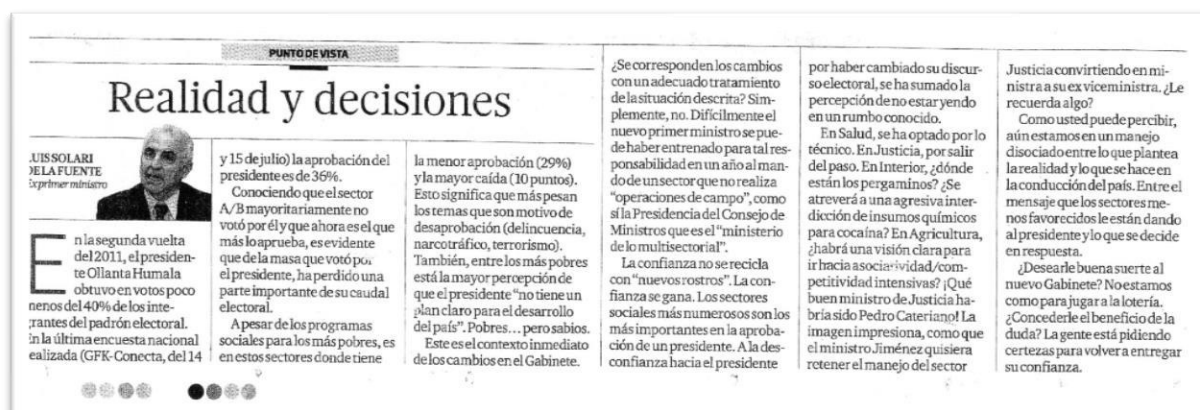 PUNTO DE VISTA
Realidad y decisiones
LUIS SOLARI
DE LA FUENTE
Ex primer ministro
En la segunda vuelta
del 2011, el presiden-
te Ollanta Humala
obtuvo en votos poco
menos del 40% de los inte-
grantes del padrón electoral.
En la última encuesta nacional
realizada (GFK-Conecta, del 14
y 15 de julio) la aprobación del
presidente es de 36%.
Conociendo que el sector
A/B mayoritariamente no
votó por él y que ahora es el que
más lo aprueba, es evidente
que de la masa que votó por
el presidente, ha perdido una
parte importante de su caudal
electoral.
A pesar de los programas
sociales para los más pobres, es
en estos sectores donde tiene
la menor aprobación (29%)
y la mayor caída (10 puntos).
Esto significa que más pesan
los temas que son motivo de
desaprobación (delincuencia,
narcotráfico, terrorismo).
También, entre los más pobres
está la mayor percepción de
que el presidente "no tiene un
plan claro para el desarrollo
del país". Pobres... pero sabios.
Este es el contexto inmediato
de los cambios en el Gabinete.
¿Se corresponden los cambios
con un adecuado tratamiento
de la situación descrita? Sim-
plemente, no. Difícilmente el
nuevo primer ministro se pue-
de haber entrenado para tal res-
ponsabilidad en un año al man-
do de un sector que no realiza
"operaciones de campo", como
sí la Presidencia del Consejo de
Ministros que es el "ministerio
de lo multisectorial".
La confianza no se recicla
con "nuevos rostros". La con-
fianza se gana. Los sectores
sociales más numerosos son los
más importantes en la aproba-
ción de un presidente. A la des-
confianza hacia el presidente
por haber cambiado su discur-
so electoral, se ha sumado la
percepción de no estar yendo
en un rumbo conocido.
En Salud, se ha optado por lo
técnico. En Justicia, por salir
del paso. En Interior, ¿dónde
están los pergaminos? ¿Se
atreverá a una agresiva inter-
dicción de insumos químicos
para cocaína? En Agricultura,
¿habrá una visión clara para
ir hacia asociatividad/com-
petitividad intensivas? ¡Qué
buen ministro de Justicia ha-
bría sido Pedro Cateriano! La
imagen impresiona, como que
el ministro Jiménez quisiera
retener el manejo del sector
Justicia convirtiendo en mi-
nistra a su ex viceministra. ¿Le
recuerda algo?
Como usted puede percibir,
aún estamos en un manejo
disociado entre lo que plantea
la realidad y lo que se hace en
la conducción del país. Entre el
mensaje que los sectores me-
nos favorecidos le están dando
al presidente y lo que se decide
en respuesta.
¿Desearle buena suerte al
nuevo Gabinete? No estamos
como para jugar a la lotería.
¿Concederle el beneficio de la
duda? La gente está pidiendo
certezas para volver a entregar
su confianza.